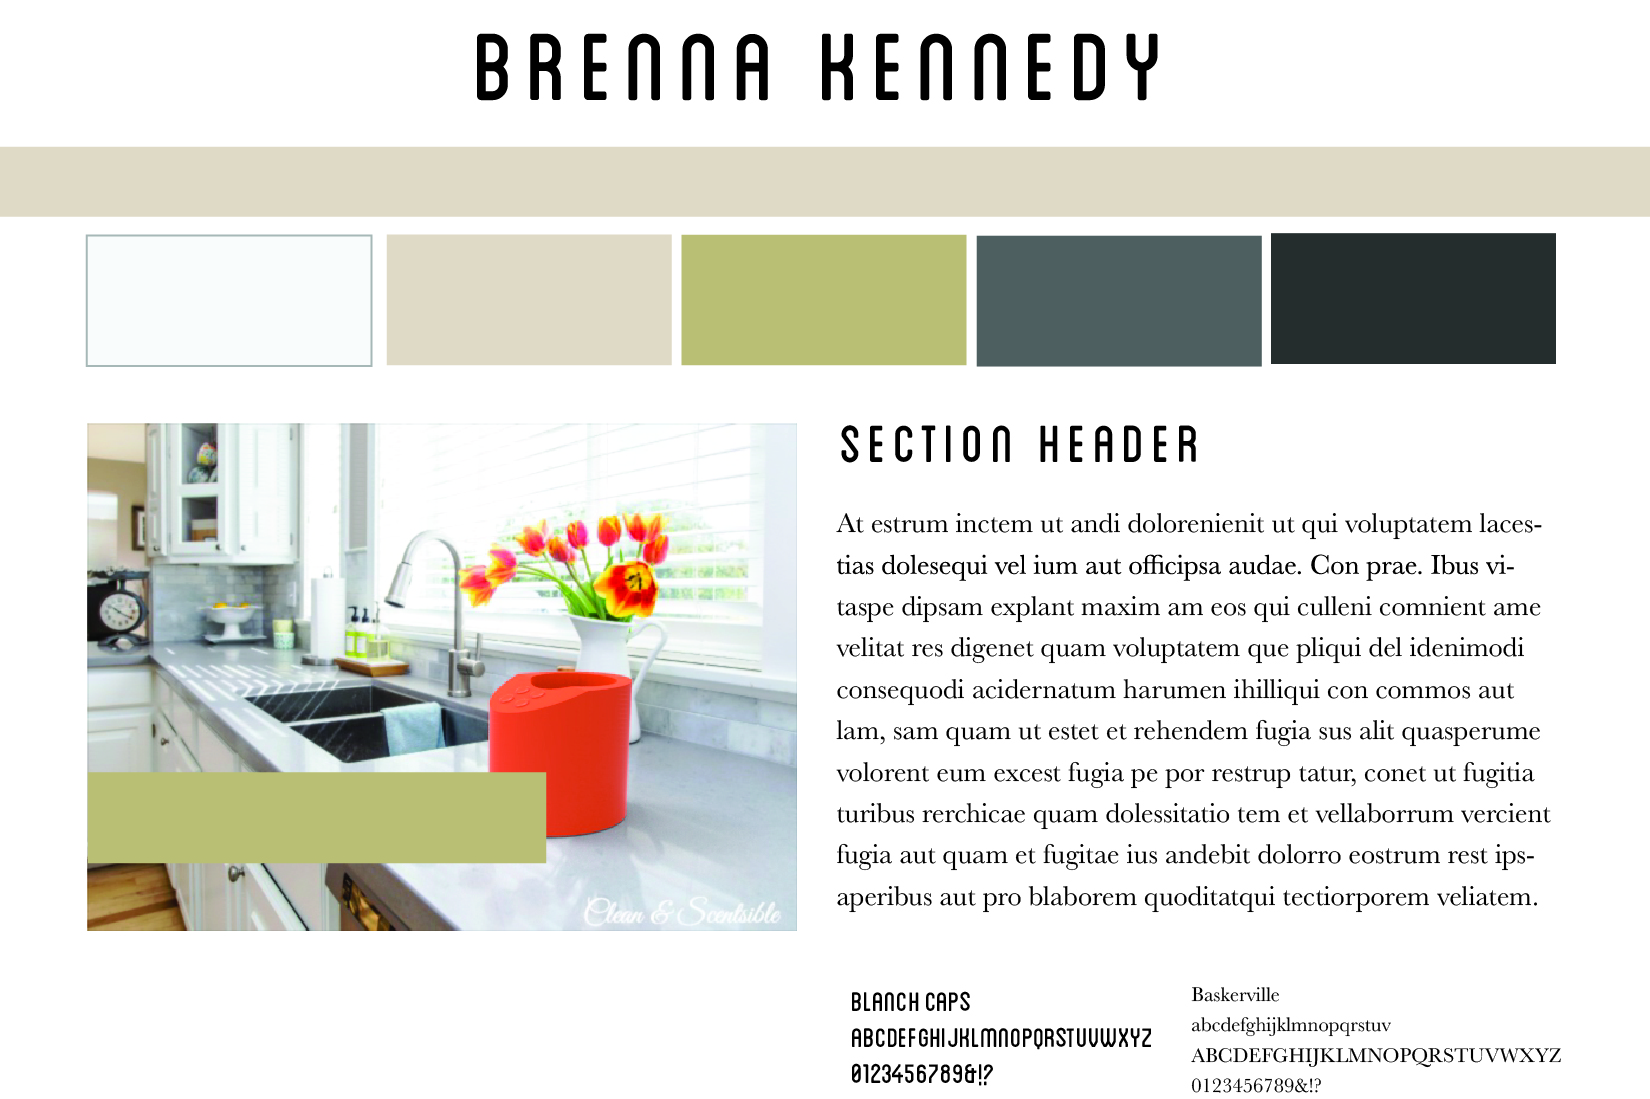 BRENNA KENNEDY
SECTION HEADER
At estrum inctem ut andi dolorenienit ut qui voluptatem laces-
tias dolesequi vel ium aut officipsa audae. Con prae. Ibus vi-
taspe dipsam explant maxim am eos qui culleni comnient ame
velitat res digenet quam voluptatem que pliqui del idenimodi
consequodi acidernatum harumen ihilliqui con commos aut
lam, sam quam ut estet et rehendem fugia sus alit quasperume
volorent eum excest fugia pe por restrup tatur, conet ut fugitia
turibus rerchicae quam dolessitatio tem et vellaborrum vercient
fugia aut quam et fugitae ius andebit dolorro eostrum rest ips-
aperibus aut pro blaborem quoditatqui tectiorporem veliatem.
Clean & Scentsible
BLANCH CAPS
ABCDEFGHIJKLMNOPQRSTUVWXYZ
0123456789&!?
Baskerville
abcdefghijklmnopqrstuv
ABCDEFGHIJKLMNOPQRSTUVWXYZ
0123456789&!?